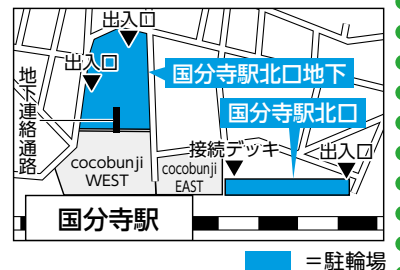 出入口
出入口
国分寺駅北口地下
地下連絡通路
国分寺駅北口
接続デッキ
出入口
cocobunji
WEST
cocobunji
EAST
国分寺駅
=駐輪場